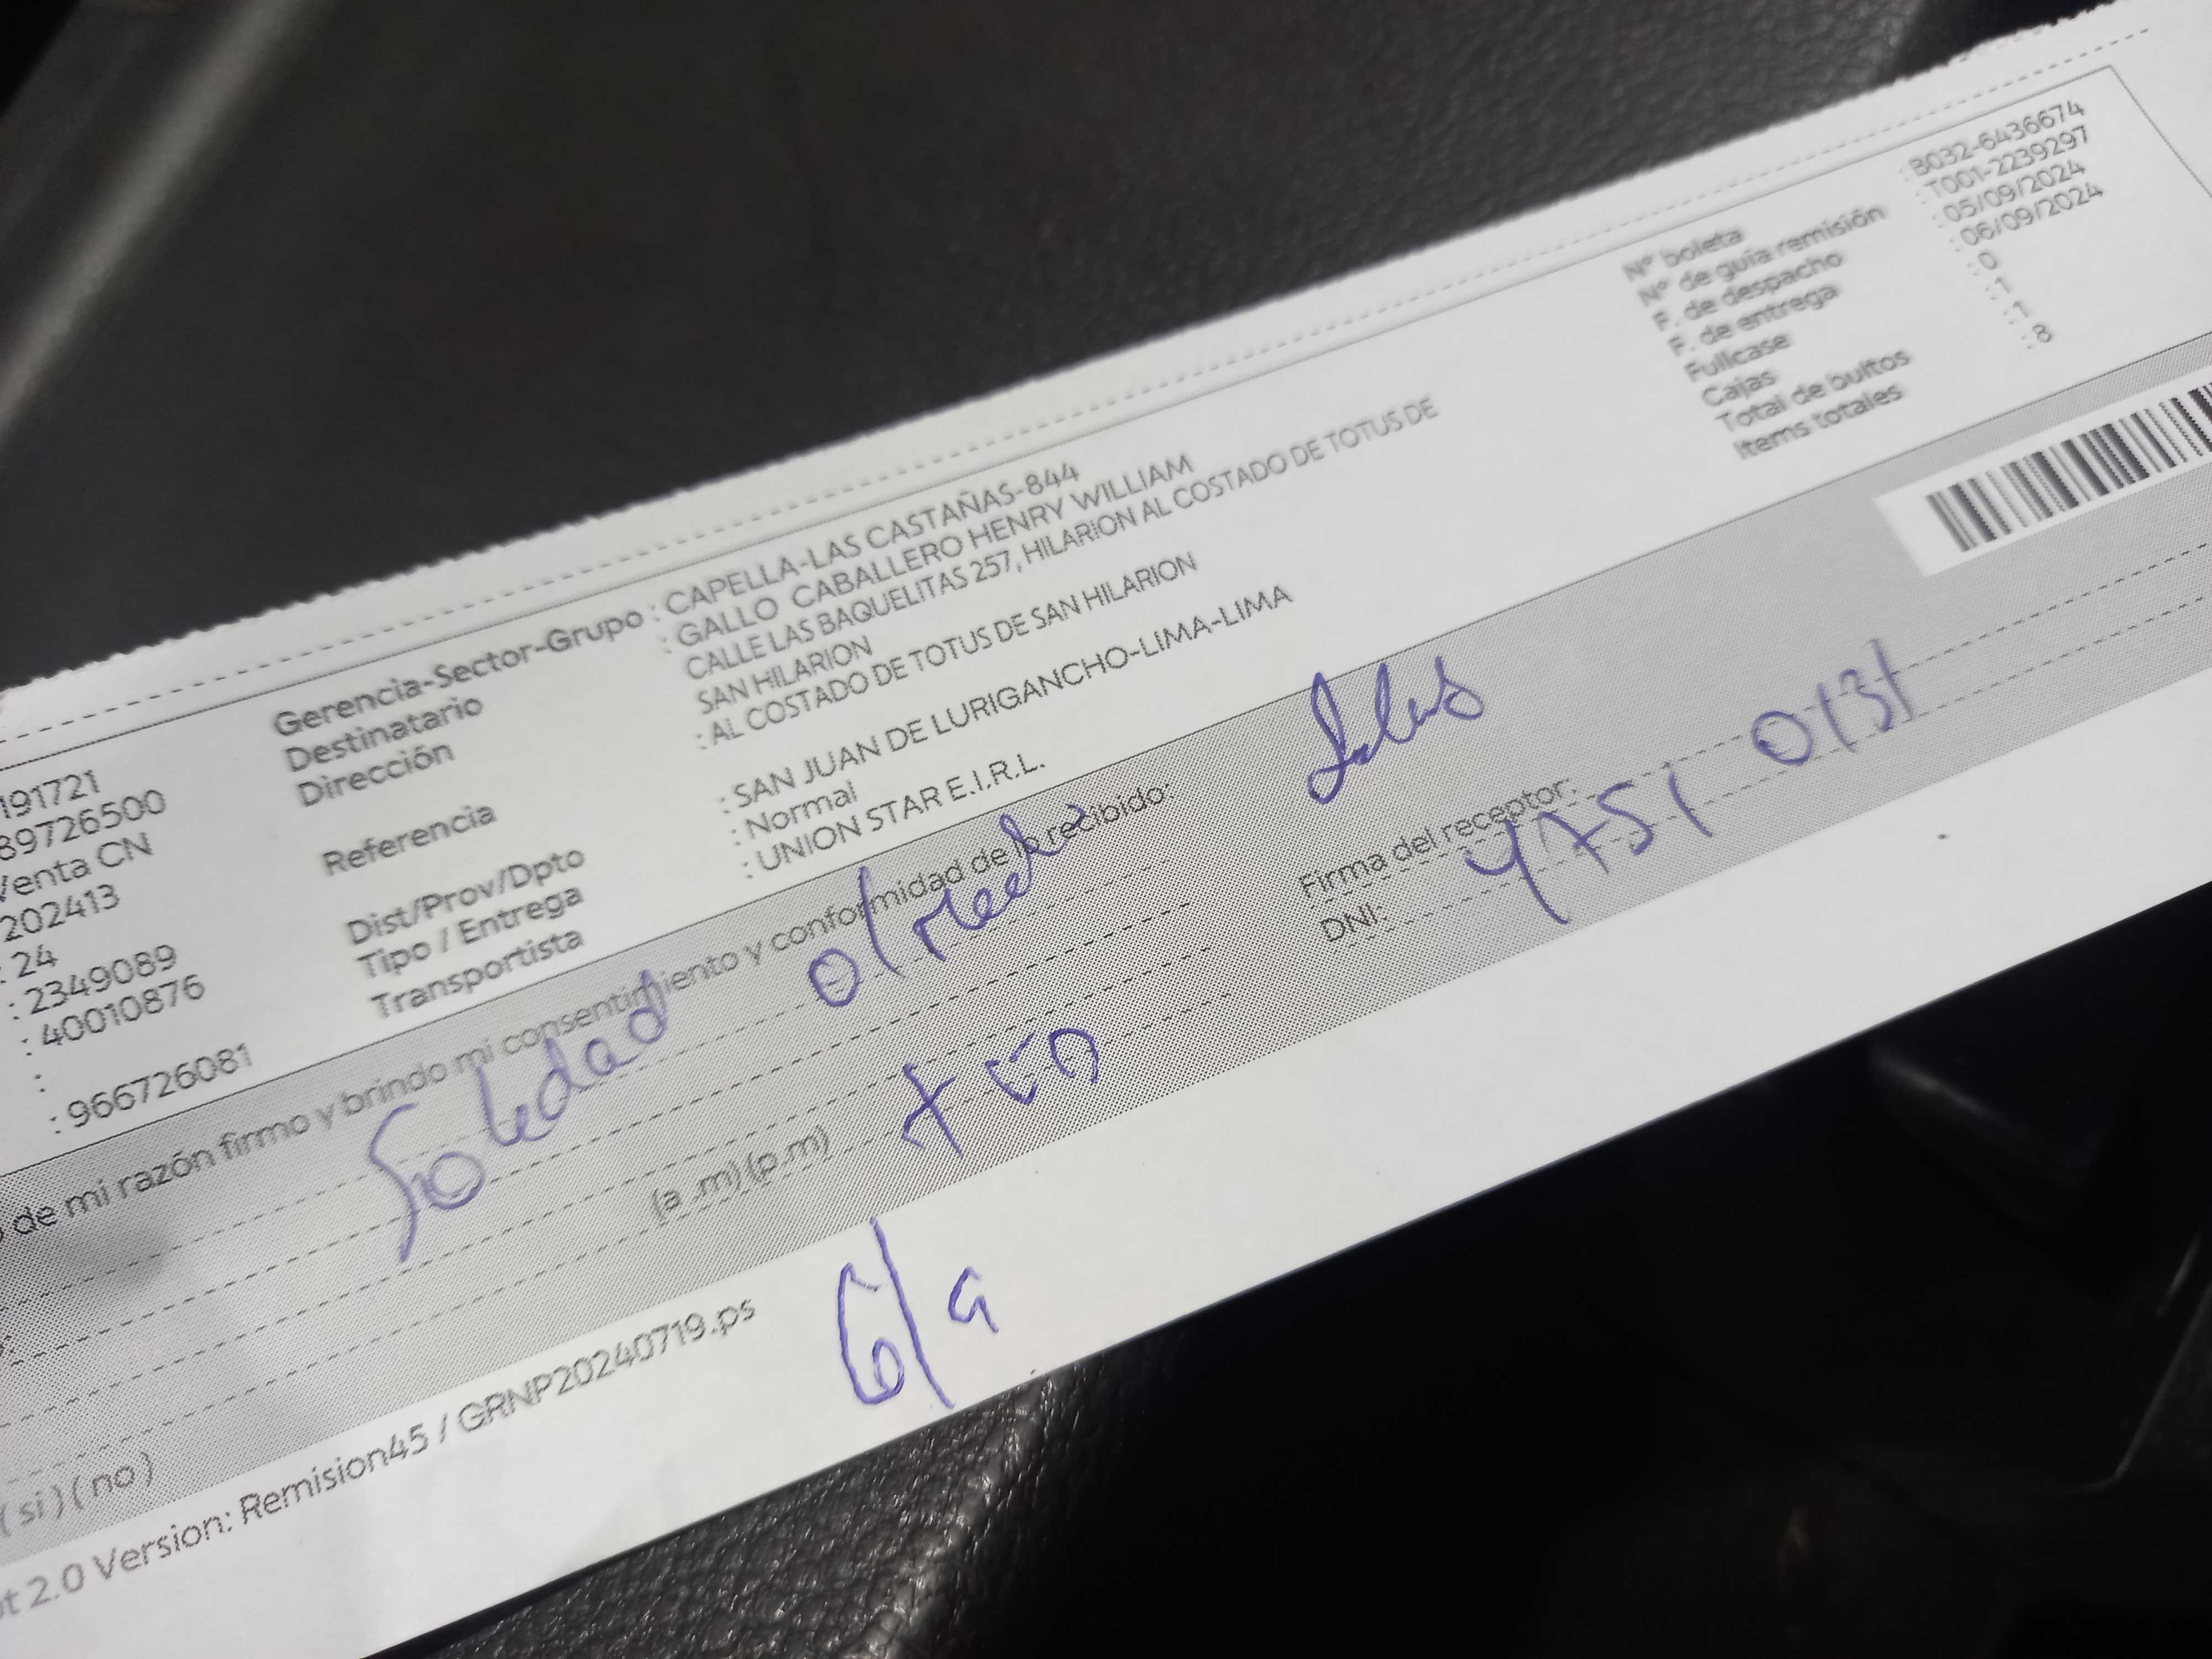 191721
89726500
Venta CN
202413
: 24
: 2349089
: 40010876
:
: 966726081
Gerencia-Sector-Grupo : CAPELLA-LAS CASTAÑAS-844
Destinatario : GALLO CABALLERO HENRY WILLIAM
Dirección CALLE LAS BAQUELITAS 257, HILARION AL COSTADO DE TOTUS DE
SAN HILARION
Referencia : AL COSTADO DE TOTUS DE SAN HILARION
Dist/Prov/Dpto : SAN JUAN DE LURIGANCHO-LIMA-LIMA
Tipo / Entrega : Normal
Transportista : UNION STAR E.I.R.L.
N° boleta : B032-6436674
N° de guía remisión : T001-2239297
F. de despacho : 05/09/2024
F. de entrega : 06/09/2024
Fullcase : 0
Cajas : 1
Total de bultos : 1
Items totales : 8
de mi razón firmo y brindo mi consentimiento y conformidad de lo recibido:
Soledad olmedo
Firma del receptor:
DNI: 4751 0131
(a .m) (p.m)
6/9
( si ) ( no )
2.0 Version: Remision45 / GRNP20240719.ps